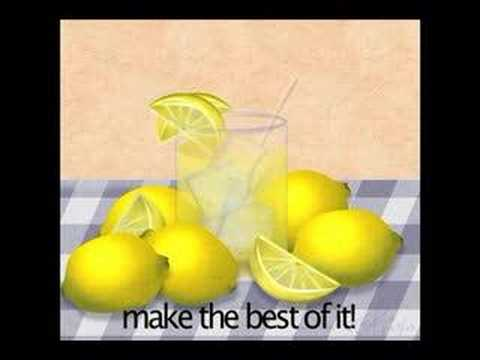 make the best of it!